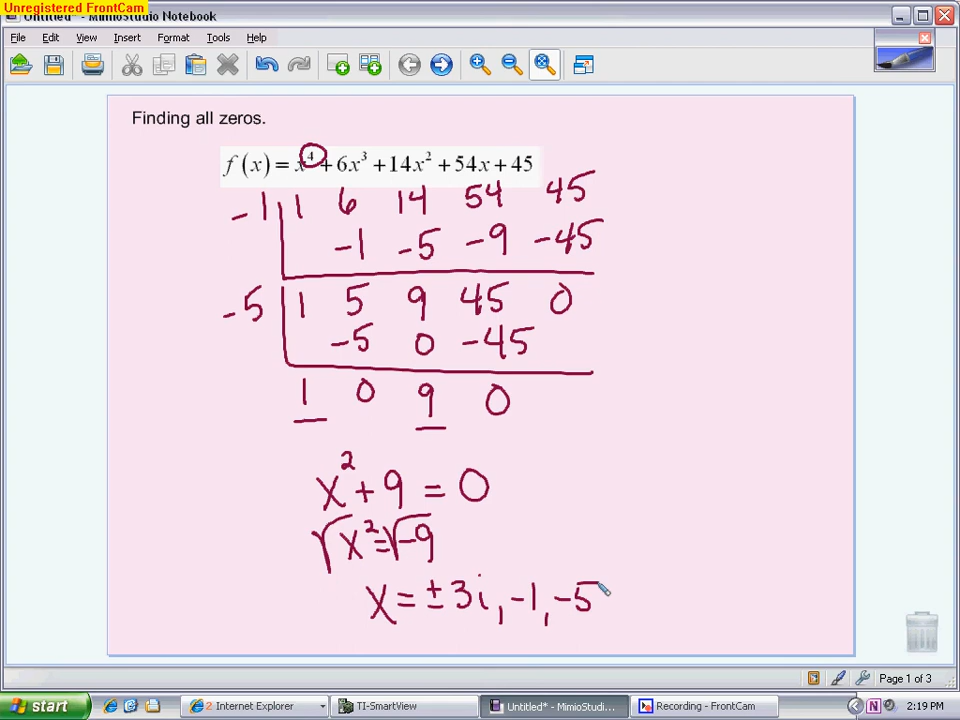 Unregistered FrontCam
Untitled* - MimioStudio Notebook
File Edit View Insert Format Tools Help
Finding all zeros.
f(x) = x⁴ + 6x³ + 14x² + 54x + 45
-1 1 6 14 54 45
-1 -5 -9 -45
-5 1 5 9 45 0
-5 0 -45
1 0 9 0
x² + 9 = 0
√x² = √-9
x = ± 3i, -1, -5
Page 1 of 3
start 2 Internet Explorer TI-SmartView Untitled* - MimioStudi... Recording - FrontCam 2:19 PM